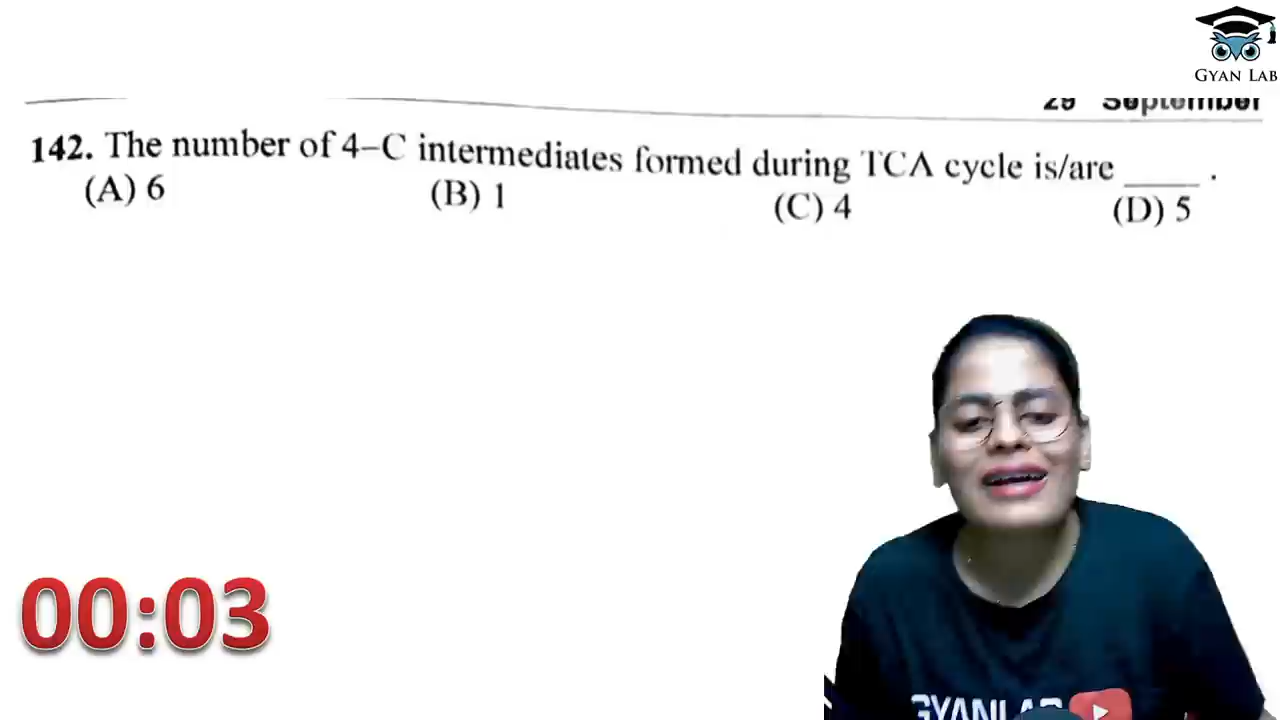 GYAN LAB
29 September
142. The number of 4–C intermediates formed during TCA cycle is/are _____ .
(A) 6 (B) 1 (C) 4 (D) 5
00:03
GYANLAB